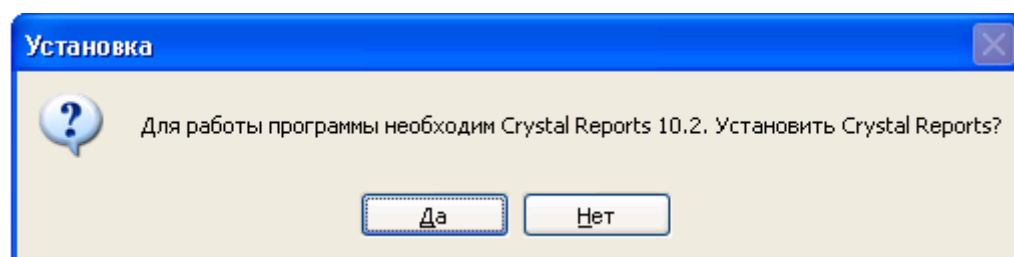 Установка
Для работы программы необходим Crystal Reports 10.2. Установить Crystal Reports?
Да
Нет